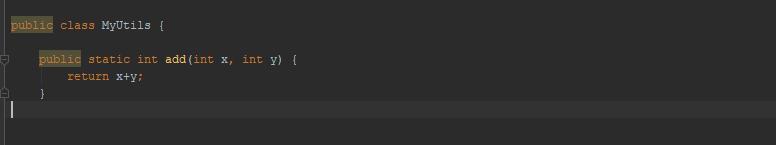 public class MyUtils {
public static int add(int x, int y) {
return x+y;
}